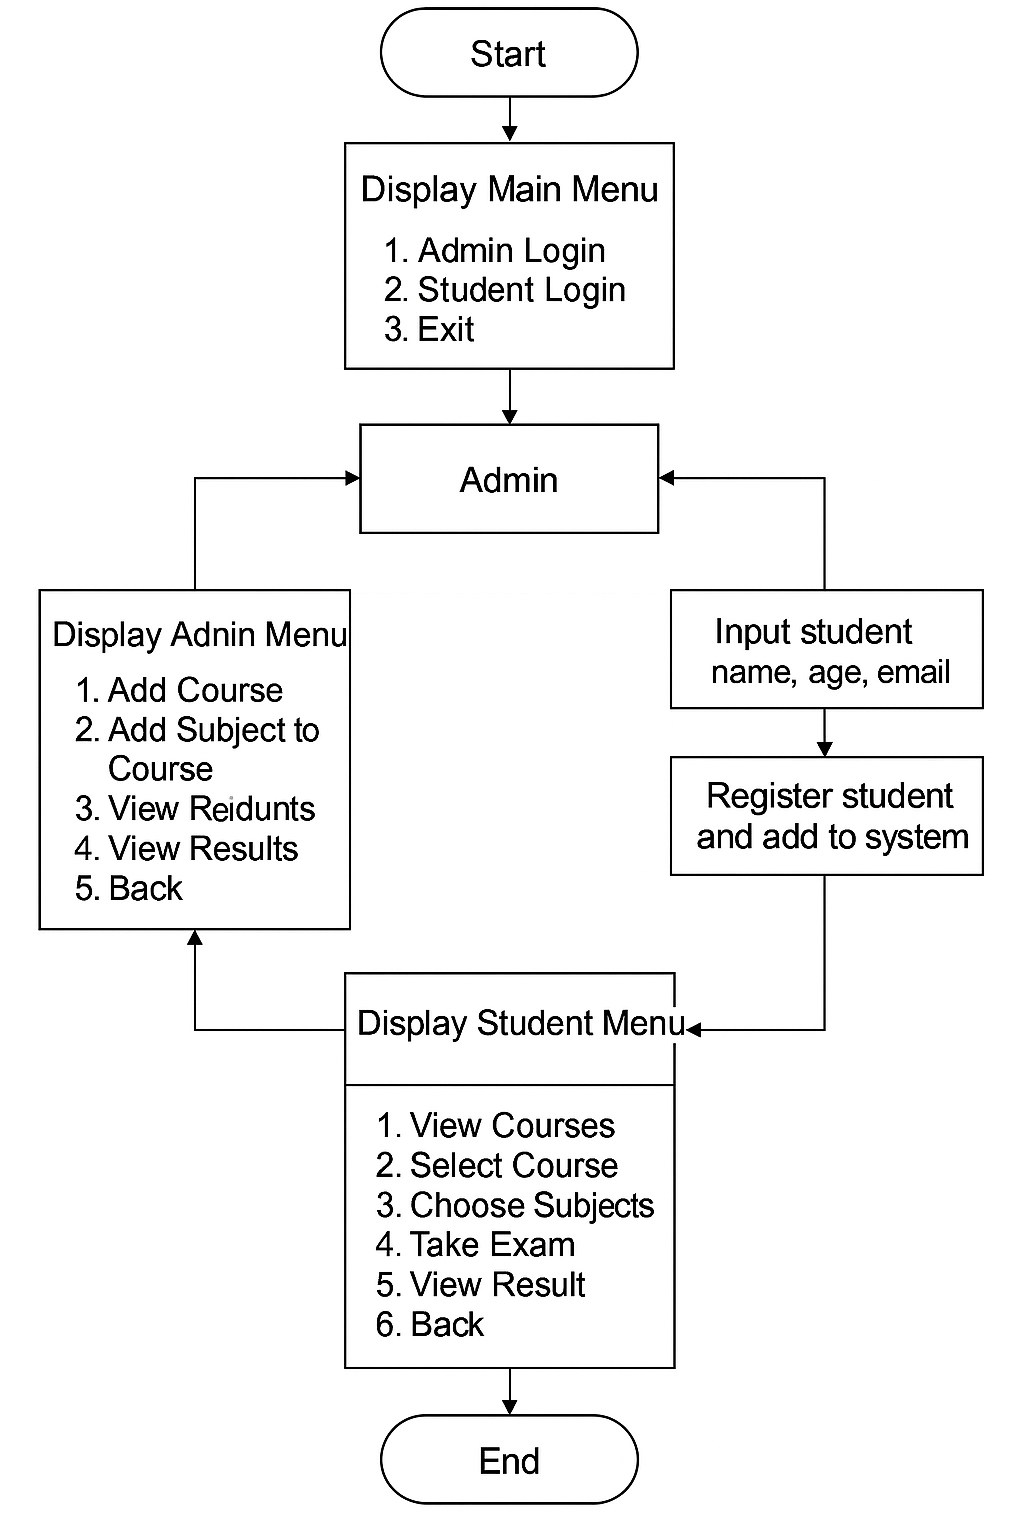 Start
Display Main Menu
1. Admin Login
2. Student Login
3. Exit
Admin
Display Adnin Menu
1. Add Course
2. Add Subject to
Course
3. View Reidunts
4. View Results
5. Back
Input student
name, age, email
Register student
and add to system
Display Student Menu
1. View Courses
2. Select Course
3. Choose Subjects
4. Take Exam
5. View Result
6. Back
End